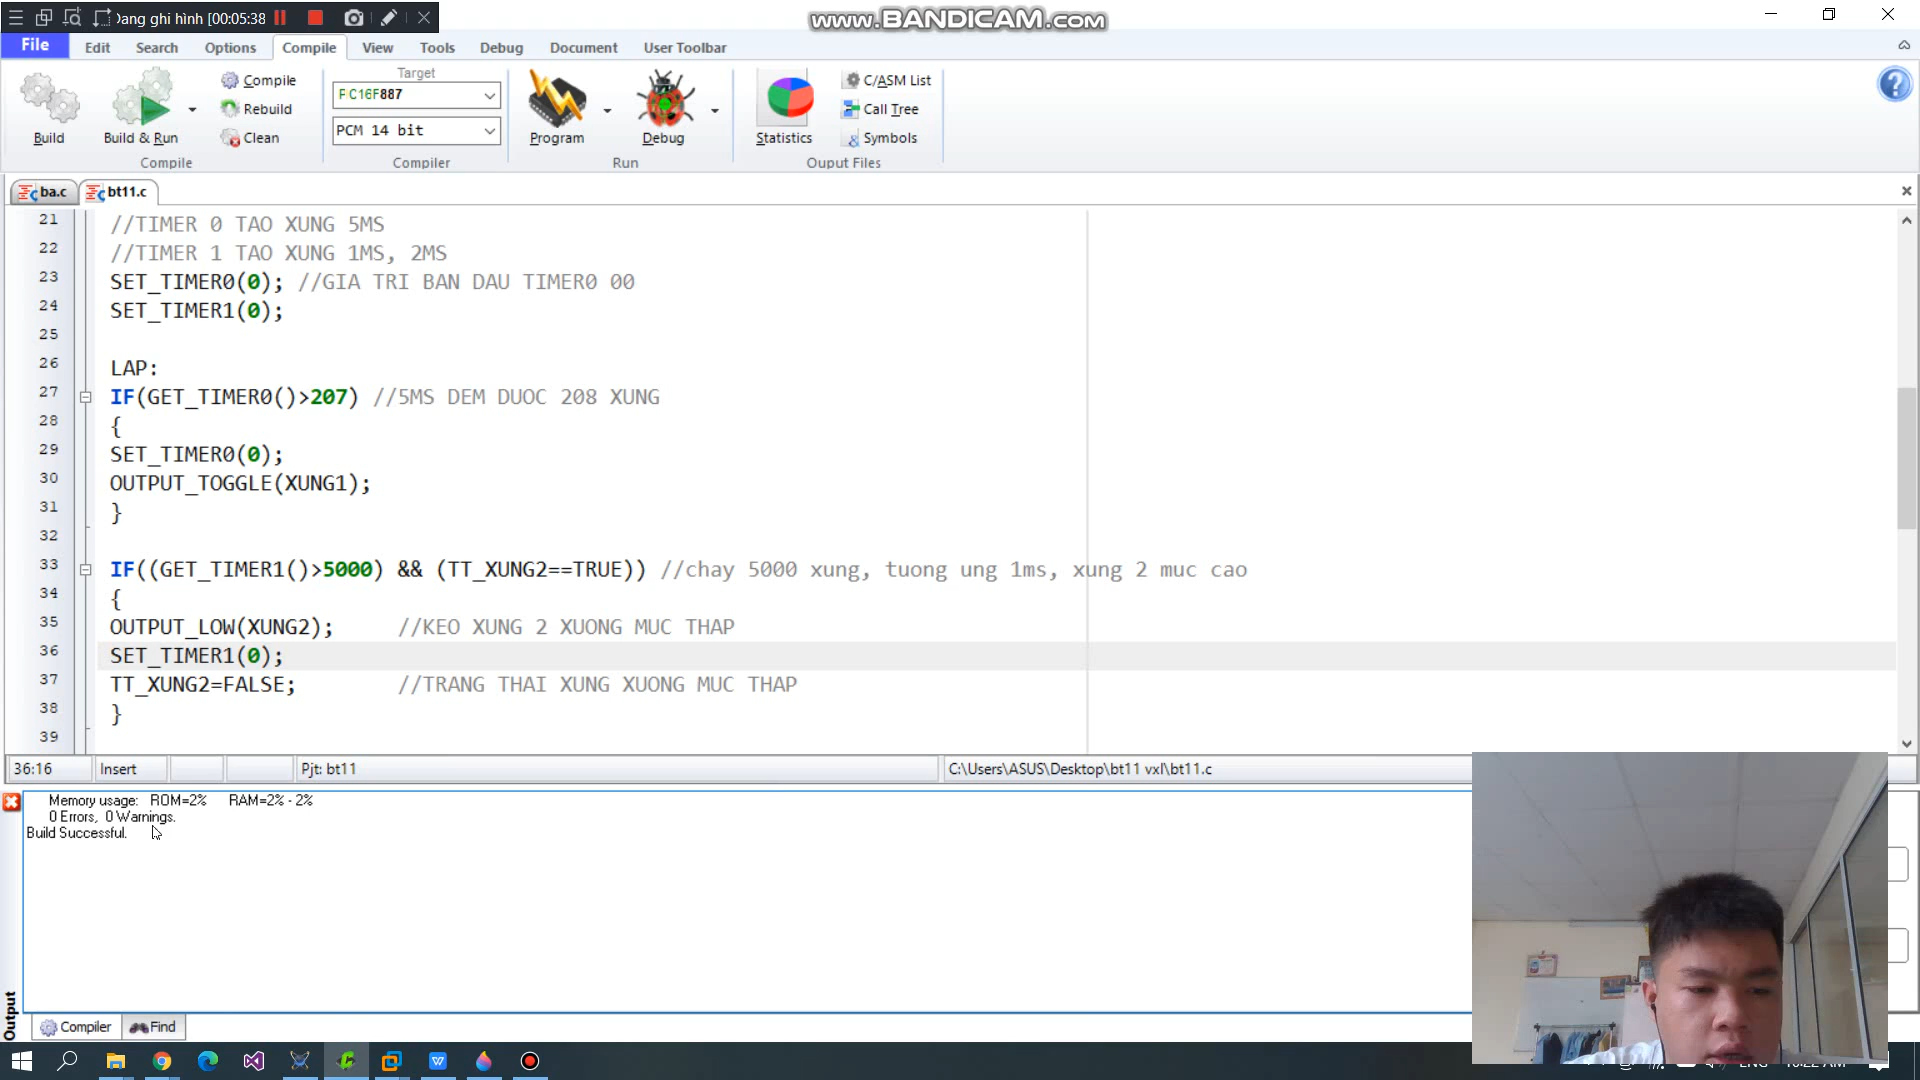 Dang ghi hình [00:05:38
www.BANDICAM.com
File Edit Search Options Compile View Tools Debug Document User Toolbar
Build
Build & Run
Compile
Rebuild
Clean
Compile
Target
PIC16F887
PCM 14 bit
Compiler
Program
Debug
Run
Statistics
C/ASM List
Call Tree
Symbols
Ouput Files
ba.c bt11.c
21 //TIMER 0 TAO XUNG 5MS
22 //TIMER 1 TAO XUNG 1MS, 2MS
23 SET_TIMER0(0); //GIA TRI BAN DAU TIMER0 00
24 SET_TIMER1(0);
25
26 LAP:
27 IF(GET_TIMER0()>207) //5MS DEM DUOC 208 XUNG
28 {
29 SET_TIMER0(0);
30 OUTPUT_TOGGLE(XUNG1);
31 }
32
33 IF((GET_TIMER1()>5000) && (TT_XUNG2==TRUE)) //chay 5000 xung, tuong ung 1ms, xung 2 muc cao
34 {
35 OUTPUT_LOW(XUNG2); //KEO XUNG 2 XUONG MUC THAP
36 SET_TIMER1(0);
37 TT_XUNG2=FALSE; //TRANG THAI XUNG XUONG MUC THAP
38 }
39
36:16 Insert Pjt: bt11 C:\Users\ASUS\Desktop\bt11 vxl\bt11.c
Memory usage: ROM=2% RAM=2% - 2%
0 Errors, 0 Warnings.
Build Successful.
Output
Compiler Find